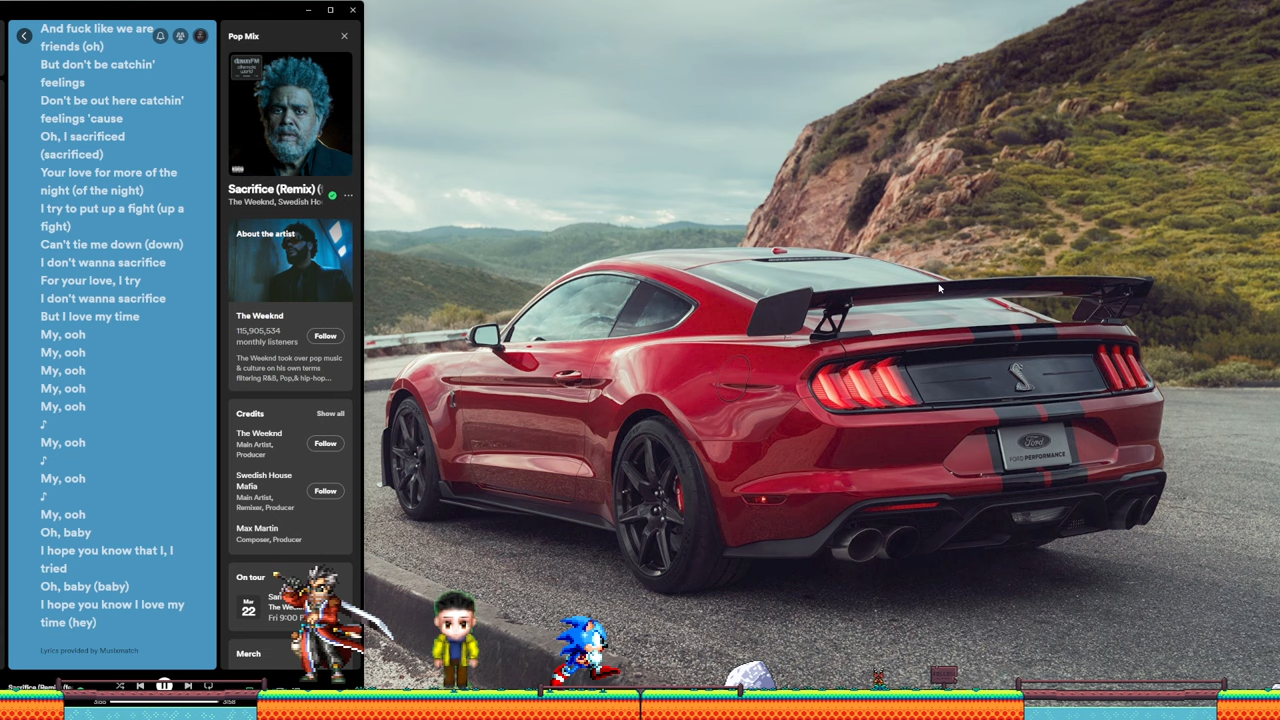 And fuck like we are
friends (oh)
But don't be catchin'
feelings
Don't be out here catchin'
feelings 'cause
Oh, I sacrificed
(sacrificed)
Your love for more of the
night (of the night)
I try to put up a fight (up a
fight)
Can't tie me down (down)
I don't wanna sacrifice
For your love, I try
I don't wanna sacrifice
But I love my time
My, ooh
My, ooh
My, ooh
My, ooh
My, ooh
My, ooh
My, ooh
My, ooh
Oh, baby
I hope you know that I, I
tried
Oh, baby (baby)
I hope you know I love my
time (hey)
Lyrics provided by Musixmatch
Pop Mix
Sacrifice (Remix) (
The Weeknd, Swedish Ho
About the artist
The Weeknd
115,905,534
monthly listeners
Follow
The Weeknd took over pop music
& culture on his own terms
filtering R&B, Pop,& hip-hop...
Credits
Show all
The Weeknd
Main Artist,
Producer
Follow
Swedish House
Mafia
Main Artist,
Remixer, Producer
Follow
Max Martin
Composer, Producer
On tour
Mar
22
San
The We
Fri 9:00 P
Merch
3:58
Ford
FORD PERFORMANCE